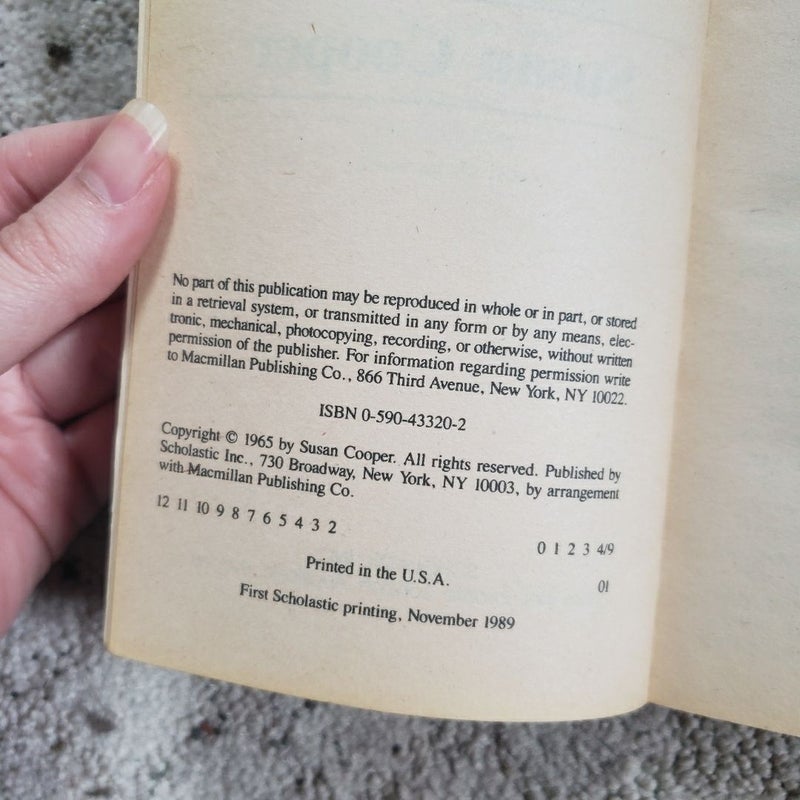 No part of this publication may be reproduced in whole or in part, or stored
in a retrieval system, or transmitted in any form or by any means, elec-
tronic, mechanical, photocopying, recording, or otherwise, without written
permission of the publisher. For information regarding permission write
to Macmillan Publishing Co., 866 Third Avenue, New York, NY 10022.
ISBN 0-590-43320-2
Copyright © 1965 by Susan Cooper. All rights reserved. Published by
Scholastic Inc., 730 Broadway, New York, NY 10003, by arrangement
with Macmillan Publishing Co.
12 11 10 9 8 7 6 5 4 3 2
0 1 2 3 4/9
Printed in the U.S.A.
01
First Scholastic printing, November 1989